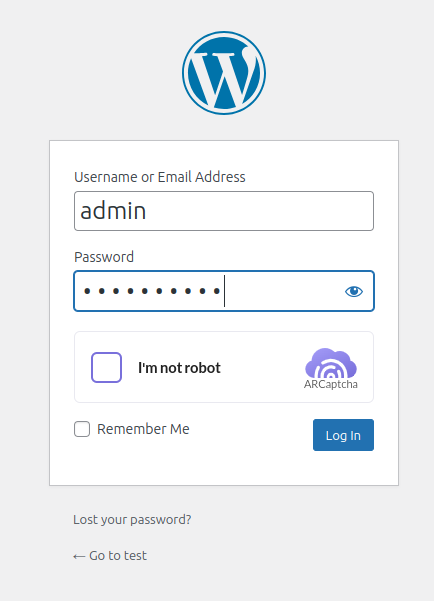 Username or Email Address
admin
Password
••••••••••
I'm not robot
ARCaptcha
Remember Me
Log In
Lost your password?
← Go to test